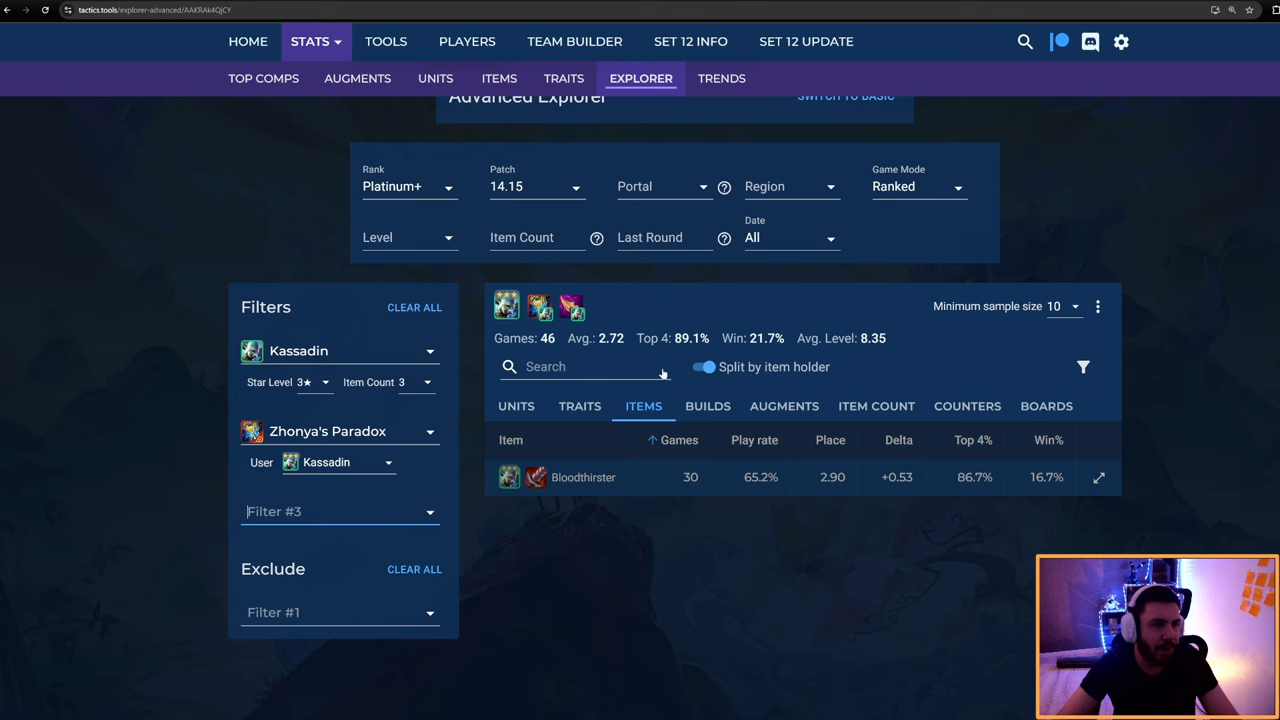 tactics.tools/explorer-advanced/AAKRAk4QjCY
HOME STATS TOOLS PLAYERS TEAM BUILDER SET 12 INFO SET 12 UPDATE
TOP COMPS AUGMENTS UNITS ITEMS TRAITS EXPLORER TRENDS
Advanced Explorer SWITCH TO BASIC
Rank Patch Game Mode
Platinum+ 14.15 Portal Region Ranked
Date
Level Item Count Last Round All
Filters CLEAR ALL
Kassadin
Star Level 3★ Item Count 3
Zhonya's Paradox
User Kassadin
Filter #3
Exclude CLEAR ALL
Filter #1
Minimum sample size 10
Games: 46 Avg.: 2.72 Top 4: 89.1% Win: 21.7% Avg. Level: 8.35
Search Split by item holder
UNITS TRAITS ITEMS BUILDS AUGMENTS ITEM COUNT COUNTERS BOARDS
Item Games Play rate Place Delta Top 4% Win%
Bloodthirster 30 65.2% 2.90 +0.53 86.7% 16.7%